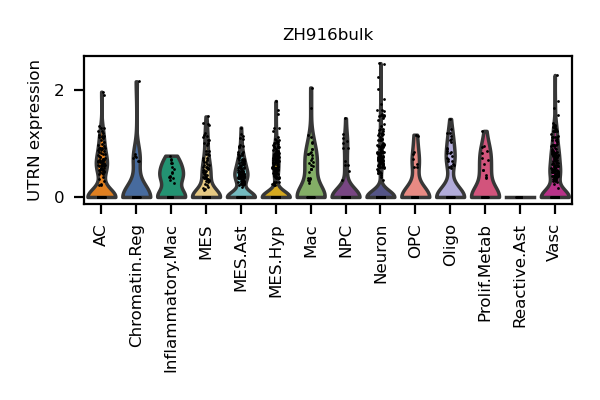 ZH916bulk
UTRN expression
2
0
AC
Chromatin.Reg
Inflammatory.Mac
MES
MES.Ast
MES.Hyp
Mac
NPC
Neuron
OPC
Oligo
Prolif.Metab
Reactive.Ast
Vasc